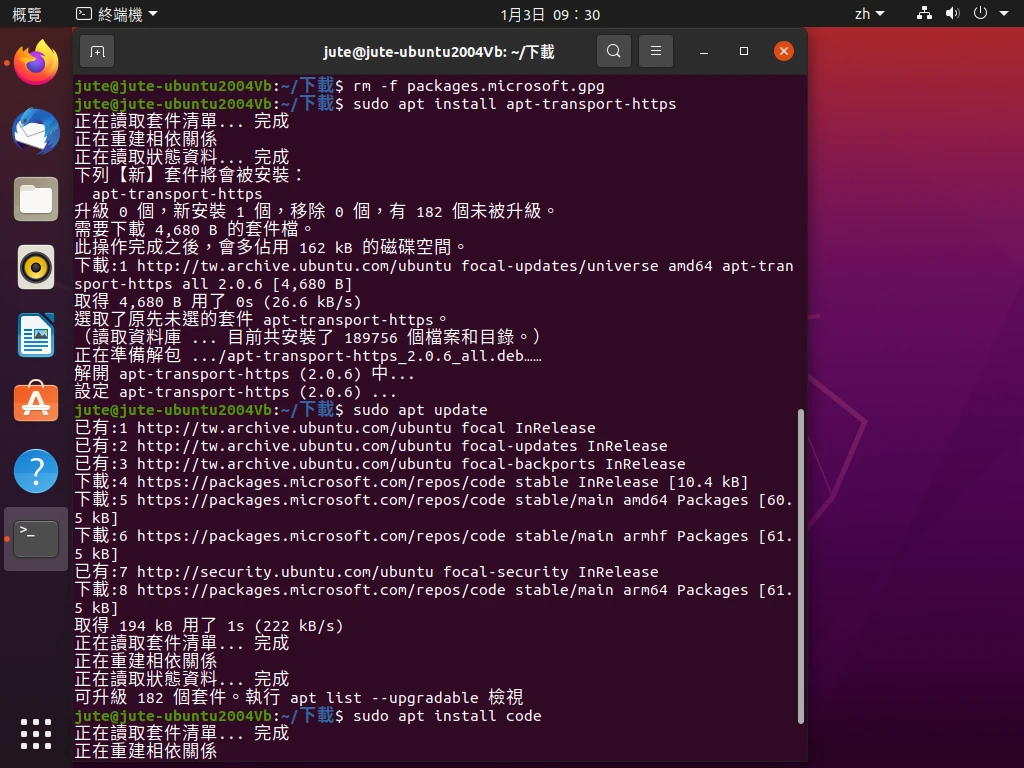 概覽
終端機
1月3日 09：30
zh
jute@jute-ubuntu2004Vb: ~/下載
jute@jute-ubuntu2004Vb:~/下載$ rm -f packages.microsoft.gpg
jute@jute-ubuntu2004Vb:~/下載$ sudo apt install apt-transport-https
正在讀取套件清單... 完成
正在重建相依關係
正在讀取狀態資料... 完成
下列【新】套件將會被安裝：
  apt-transport-https
升級 0 個，新安裝 1 個，移除 0 個，有 182 個未被升級。
需要下載 4,680 B 的套件檔。
此操作完成之後，會多佔用 162 kB 的磁碟空間。
下載:1 http://tw.archive.ubuntu.com/ubuntu focal-updates/universe amd64 apt-tran
sport-https all 2.0.6 [4,680 B]
取得 4,680 B 用了 0s (26.6 kB/s)
選取了原先未選的套件 apt-transport-https。
（讀取資料庫 ... 目前共安裝了 189756 個檔案和目錄。）
正在準備解包 .../apt-transport-https_2.0.6_all.deb……
解開 apt-transport-https (2.0.6) 中...
設定 apt-transport-https (2.0.6) ...
jute@jute-ubuntu2004Vb:~/下載$ sudo apt update
已有:1 http://tw.archive.ubuntu.com/ubuntu focal InRelease
已有:2 http://tw.archive.ubuntu.com/ubuntu focal-updates InRelease
已有:3 http://tw.archive.ubuntu.com/ubuntu focal-backports InRelease
下載:4 https://packages.microsoft.com/repos/code stable InRelease [10.4 kB]
下載:5 https://packages.microsoft.com/repos/code stable/main amd64 Packages [60.
5 kB]
下載:6 https://packages.microsoft.com/repos/code stable/main armhf Packages [61.
5 kB]
已有:7 http://security.ubuntu.com/ubuntu focal-security InRelease
下載:8 https://packages.microsoft.com/repos/code stable/main arm64 Packages [61.
5 kB]
取得 194 kB 用了 1s (222 kB/s)
正在讀取套件清單... 完成
正在重建相依關係
正在讀取狀態資料... 完成
可升級 182 個套件。執行 apt list --upgradable 檢視
jute@jute-ubuntu2004Vb:~/下載$ sudo apt install code
正在讀取套件清單... 完成
正在重建相依關係